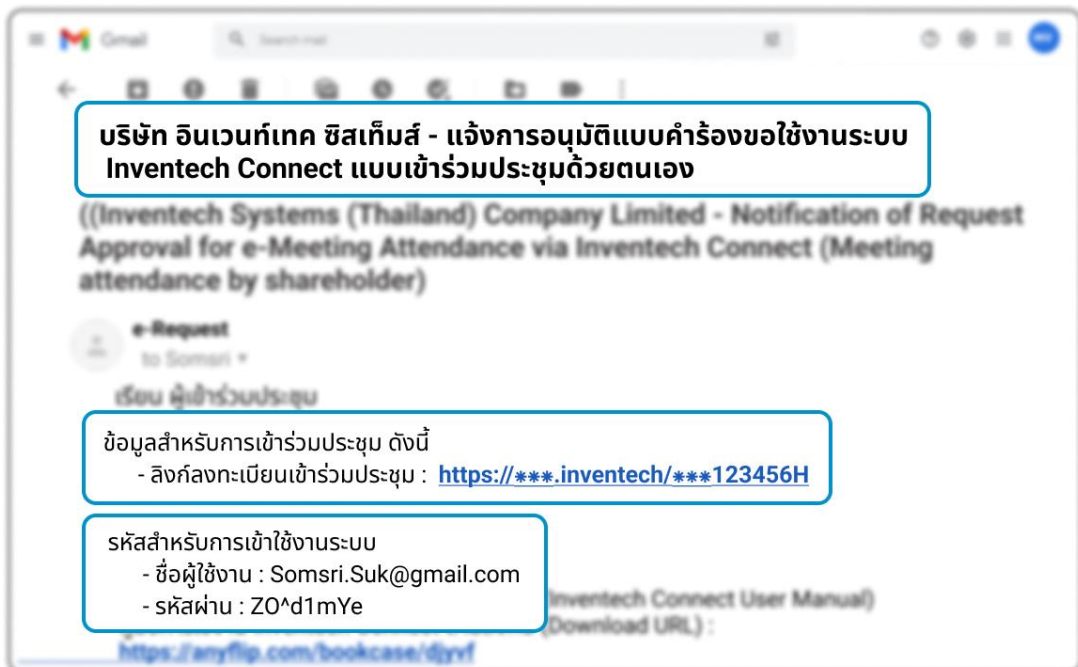 Gmail
Search mail
บริษัท อินเวนท์เทค ซิสเท็มส์ - แจ้งการอนุมัติแบบคำร้องขอใช้งานระบบ
Inventech Connect แบบเข้าร่วมประชุมด้วยตนเอง
((Inventech Systems (Thailand) Company Limited - Notification of Request
Approval for e-Meeting Attendance via Inventech Connect (Meeting
attendance by shareholder)
e-Request
to Somsri
เรียน ผู้เข้าร่วมประชุม
ข้อมูลสำหรับการเข้าร่วมประชุม ดังนี้
- ลิงก์ลงทะเบียนเข้าร่วมประชุม : https://***.inventech/***123456H
รหัสสำหรับการเข้าใช้งานระบบ
- ชื่อผู้ใช้งาน : Somsri.Suk@gmail.com
- รหัสผ่าน : ZO^d1mYe
Inventech Connect User Manual)
(Download URL) :
https://anyflip.com/bookcase/djyvf